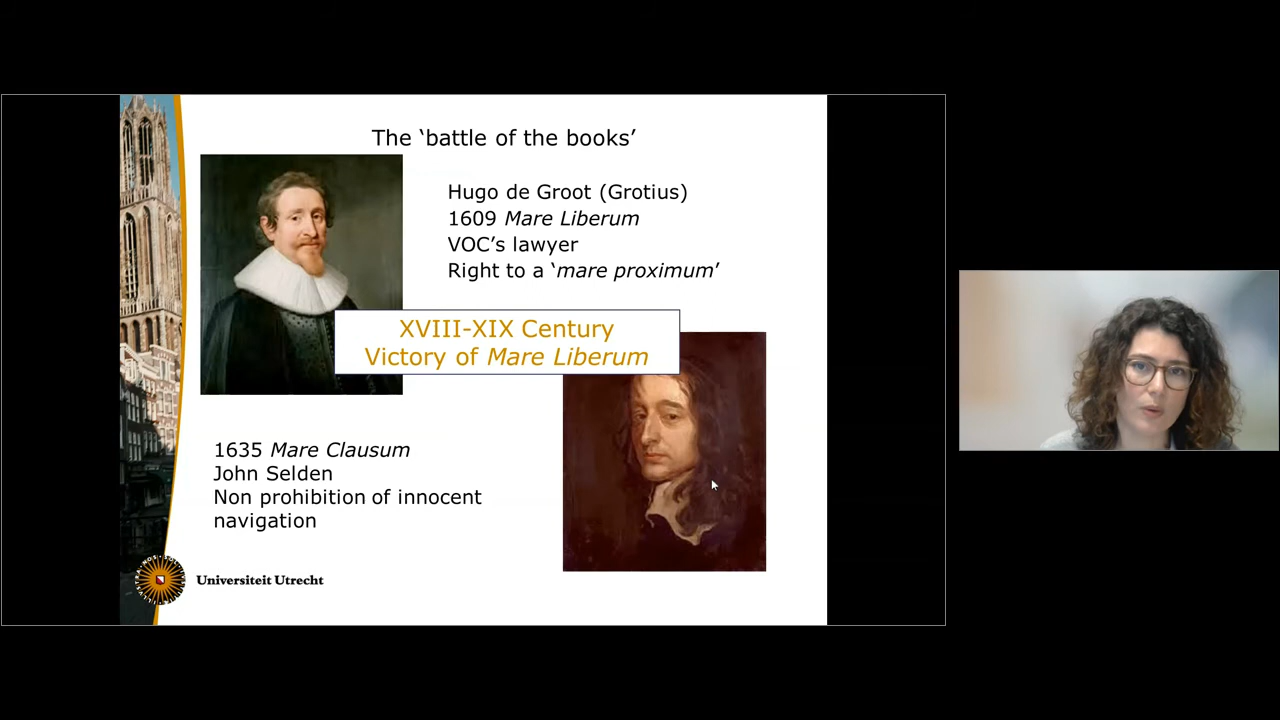 The ‘battle of the books’
Hugo de Groot (Grotius)
1609 Mare Liberum
VOC’s lawyer
Right to a ‘mare proximum’
XVIII-XIX Century
Victory of Mare Liberum
1635 Mare Clausum
John Selden
Non prohibition of innocent
navigation
Universiteit Utrecht